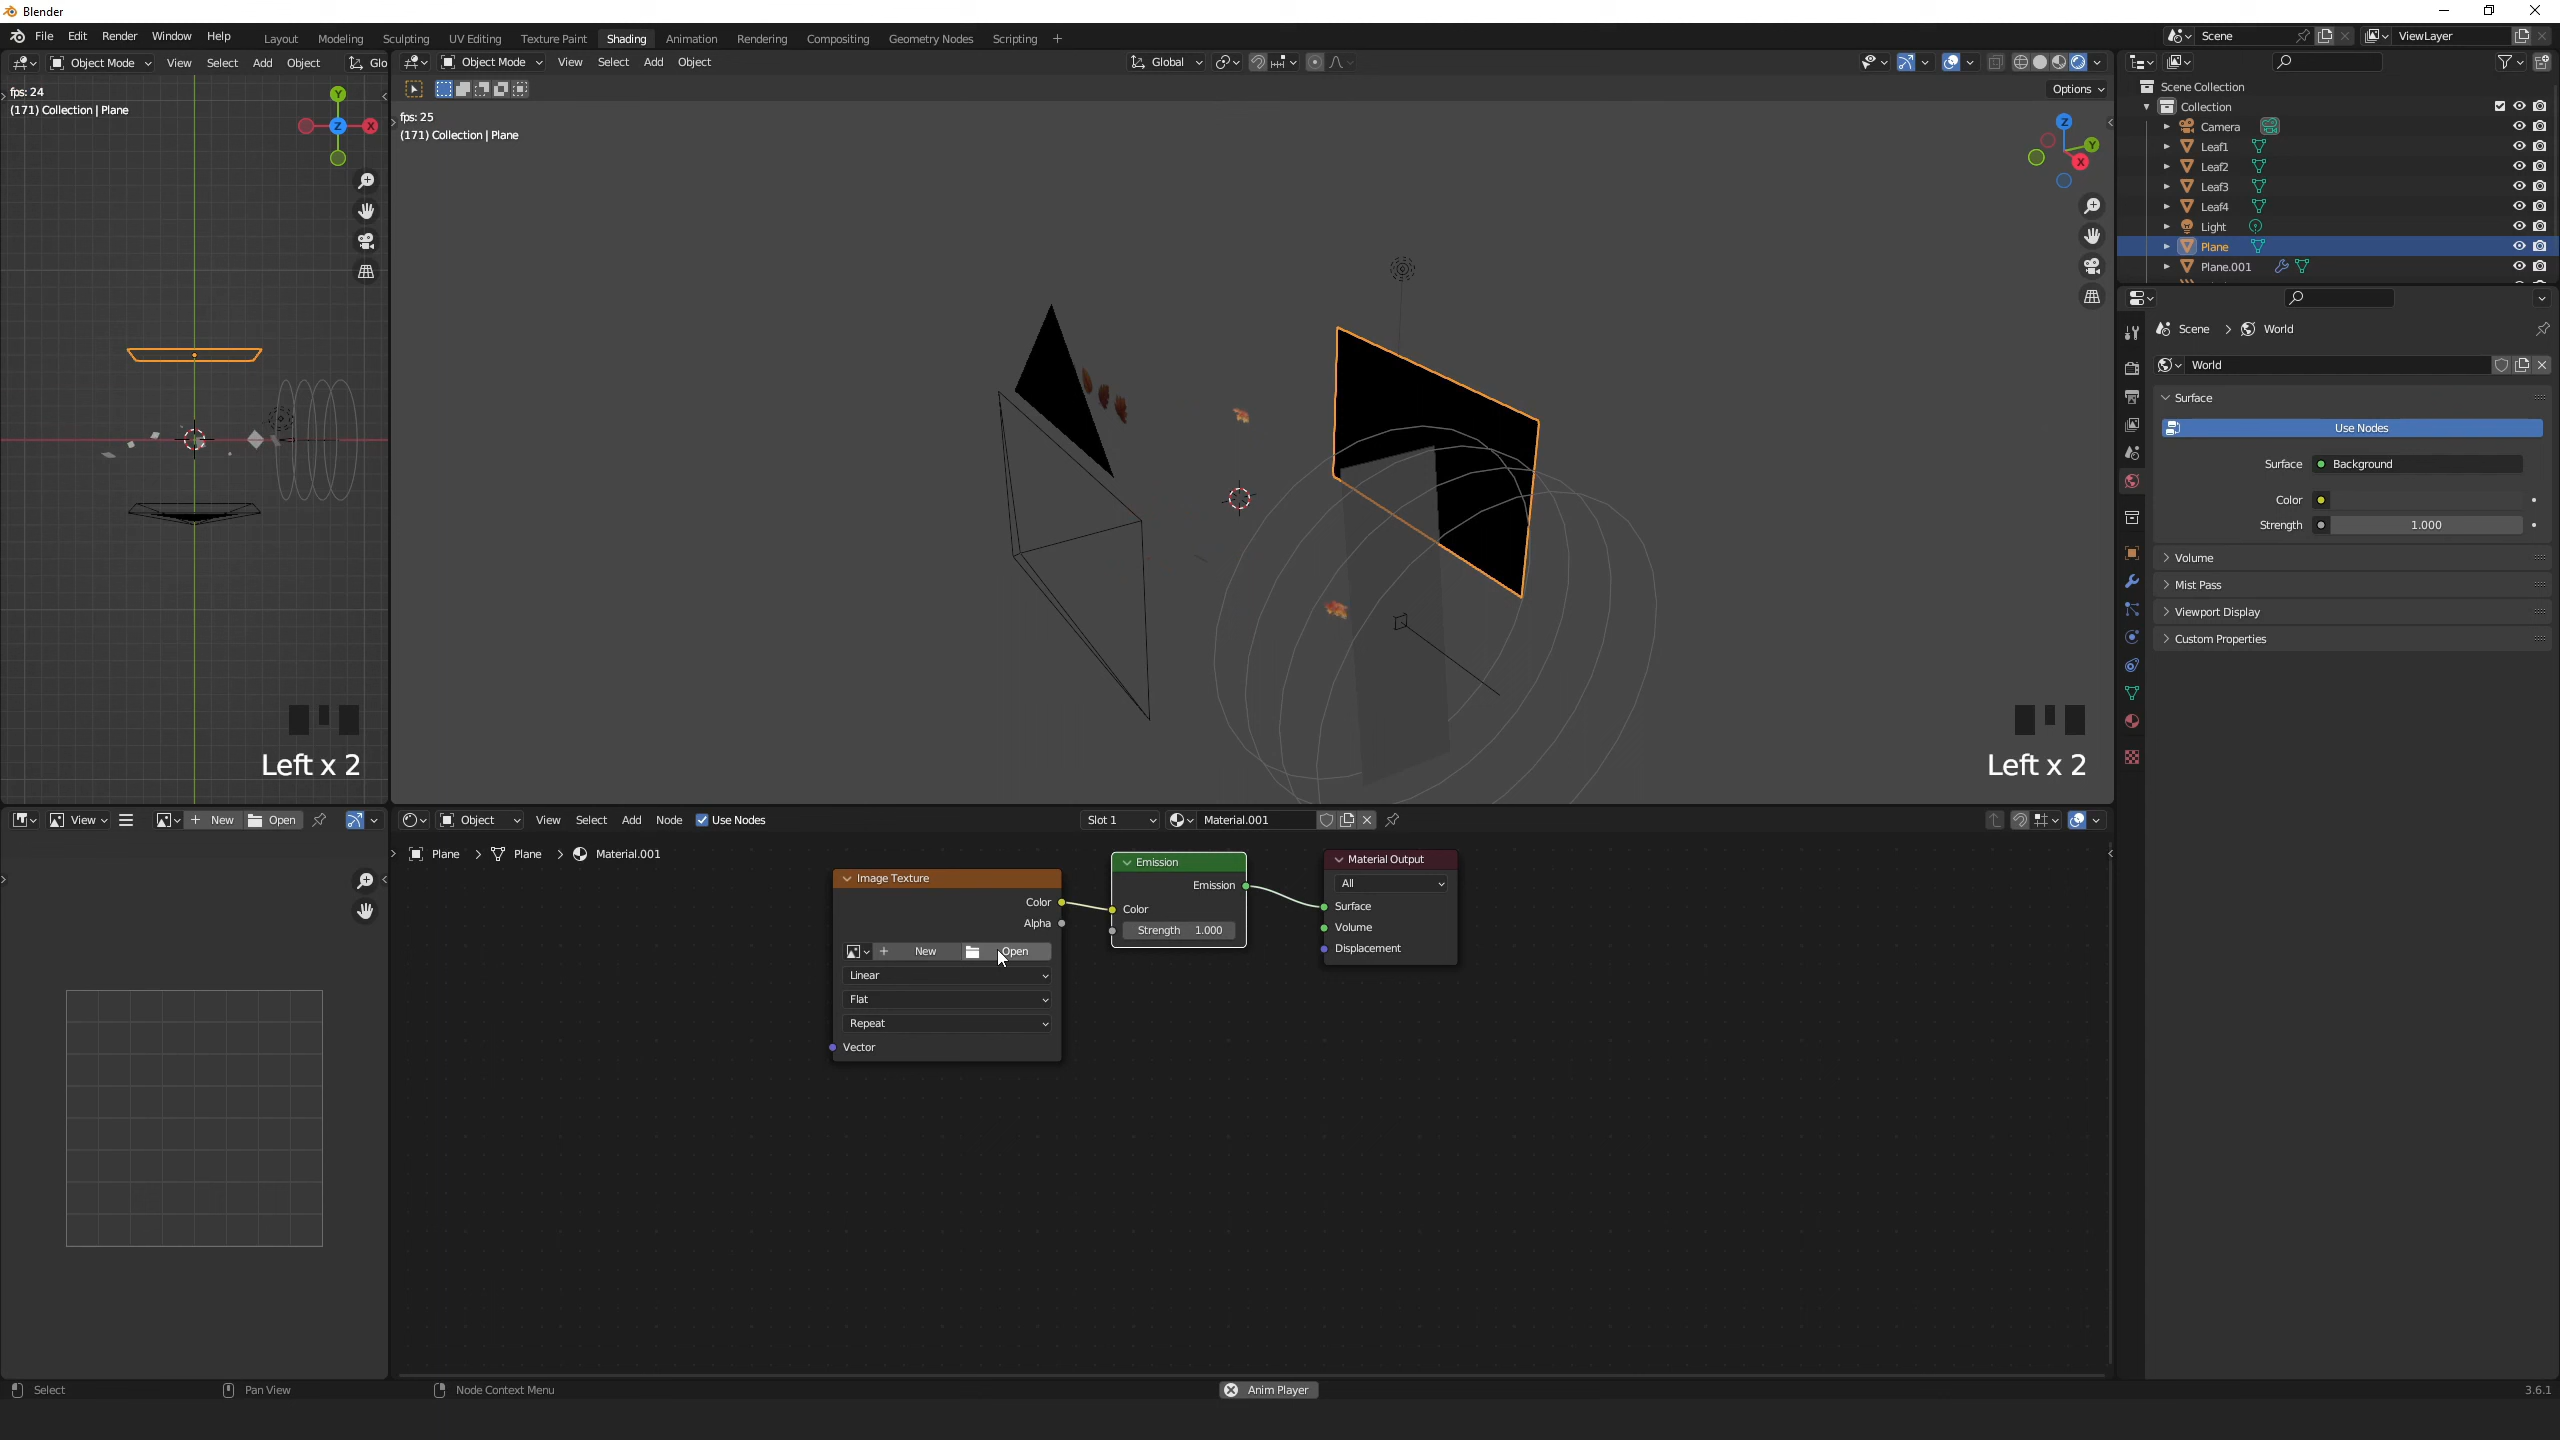 Blender
File Edit Render Window Help Layout Modeling Sculpting UV Editing Texture Paint Shading Animation Rendering Compositing Geometry Nodes Scripting + Scene ViewLayer
Object Mode View Select Add Object Glo
Object Mode View Select Add Object Global
Options
fps: 24
(171) Collection | Plane
Y
Z
X
fps: 25
(171) Collection | Plane
Z
Y
X
Left x 2
Left x 2
Scene Collection
Collection
Camera
Leaf1
Leaf2
Leaf3
Leaf4
Light
Plane
Plane.001
Scene > World
World
Surface
Use Nodes
Surface Background
Color
Strength 1.000
Volume
Mist Pass
Viewport Display
Custom Properties
View + New Open
Object View Select Add Node Use Nodes Slot 1 Material.001
Plane > Plane > Material.001
Image Texture
Color
Alpha
+ New Open
Linear
Flat
Repeat
Vector
Emission
Emission
Color
Strength 1.000
Material Output
All
Surface
Volume
Displacement
Select Pan View Node Context Menu Anim Player 3.6.1